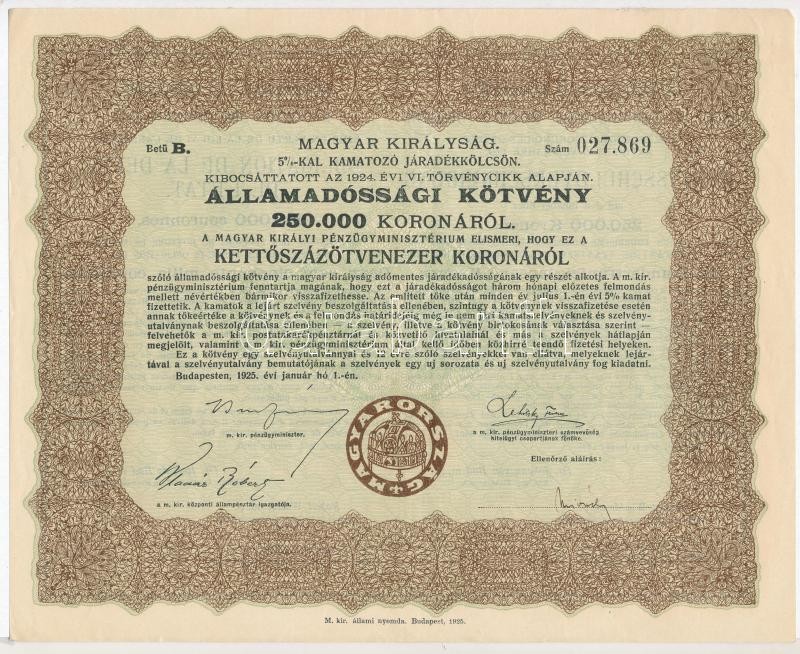 Betü B.
MAGYAR KIRÁLYSÁG.
Szám 027.869
5%-KAL KAMATOZÓ JÁRADÉKKÖLCSÖN.
KIBOCSÁTTATOTT AZ 1924. ÉVI VI. TÖRVÉNYCIKK ALAPJÁN.
ÁLLAMADÓSSÁGI KÖTVÉNY
250.000 KORONÁRÓL.
A MAGYAR KIRÁLYI PÉNZÜGYMINISZTÉRIUM ELISMERI, HOGY EZ A
KETTŐSZÁZÖTVENEZER KORONÁRÓL
szóló államadóssági kötvény a magyar királyság adómentes járadékadósságának egy részét alkotja. A m. kir.
pénzügyminisztérium fenntartja magának, hogy ezt a járadékadósságot három hónapi előzetes felmondás
mellett névértékben bármikor visszafizethesse. Az említett tőke után minden év julius 1.-én évi 5% kamat
fizettetik. A kamatok a lejárt szelvény beszolgáltatása ellenében, szintugy a kötvénynek visszafizetése esetén
annak tőkeértéke a kötvénynek és a felmondás határidejéig még le nem járt kamatszelvényeknek és szelvény-
utalványnak beszolgáltatása ellenében — a szelvény, illetve a kötvény birtokosának választása szerint —
felvehetők a m. kir. postatakarékpénztárnál és közvetítő hivatalainál és más a szelvények hátlapján
megjelölt, valamint a m. kir. pénzügyminisztérium által kellő időben közhírré teendő fizetési helyeken.
Ez a kötvény egy szelvényutalvánnyal és 12 évre szóló szelvényekkel van ellátva, melyeknek lejár-
tával a szelvényutalvány bemutatójának a szelvények egy uj sorozata és uj szelvényutalvány fog kiadatni.
Budapesten, 1925. évi január hó 1.-én.
m. kir. pénzügyminiszter.
a m. kir. pénzügyminiszteri számvevőség
hitelügyi csoportjának főnöke.
MAGYARORSZÁG
Ellenőrző aláírás:
a m. kir. központi állampénztár igazgatója.
M. kir. állami nyomda. Budapest, 1925.